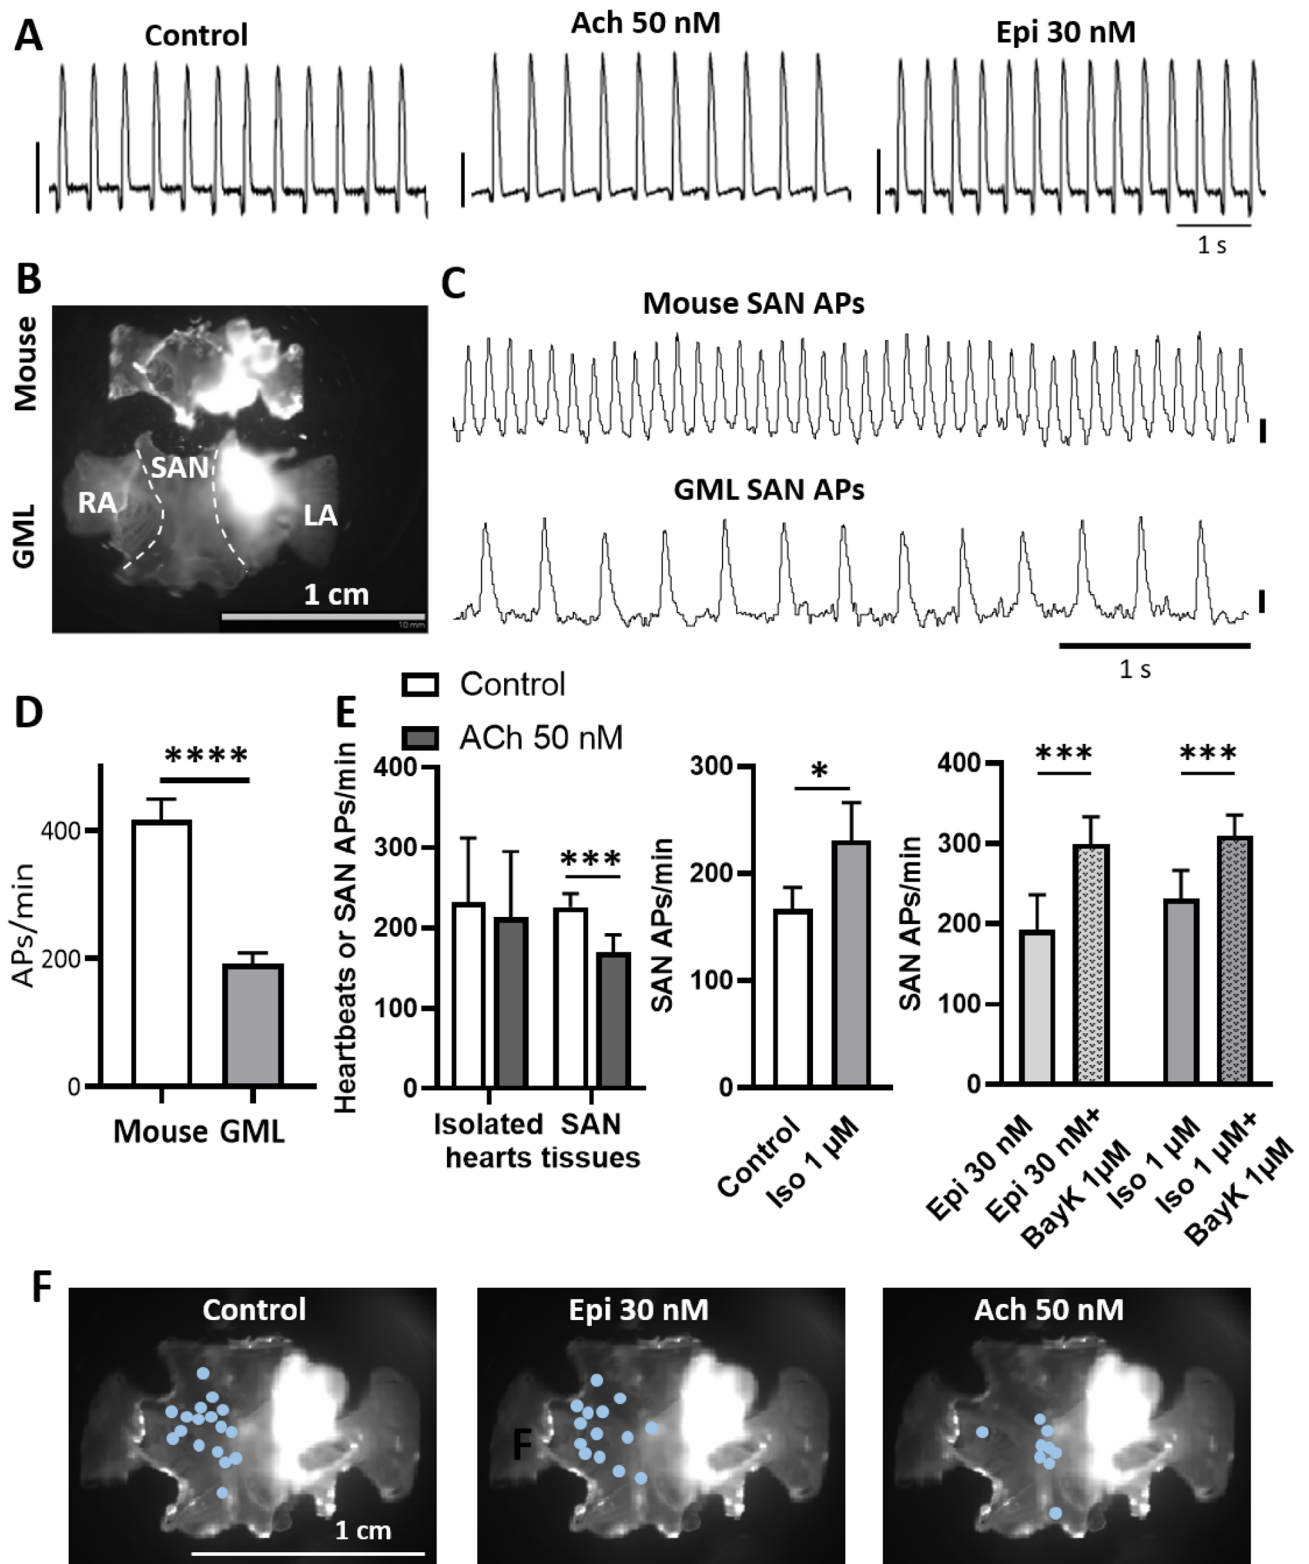 A
Control
Ach 50 nM
Epi 30 nM
1 s
B
Mouse
GML
SAN
RA
LA
1 cm
10 mm
C
Mouse SAN APs
GML SAN APs
1 s
D
APs/min
****
400
200
0
Mouse GML
E
Control
ACh 50 nM
Heartbeats or SAN APs/min
400
300
200
100
0
***
Isolated SAN
hearts tissues
SAN APs/min
300
200
100
0
*
Control
Iso 1 µM
SAN APs/min
400
300
200
100
0
***
***
Epi 30 nM
Epi 30 nM+
BayK 1µM
Iso 1 µM
Iso 1 µM+
BayK 1µM
F
Control
1 cm
Epi 30 nM
F
Ach 50 nM